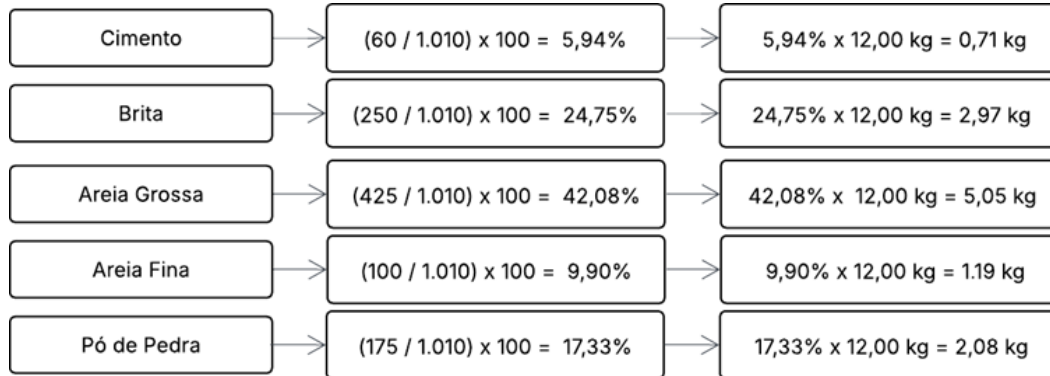 Cimento
(60 / 1.010) x 100 = 5,94%
5,94% x 12,00 kg = 0,71 kg
Brita
(250 / 1.010) x 100 = 24,75%
24,75% x 12,00 kg = 2,97 kg
Areia Grossa
(425 / 1.010) x 100 = 42,08%
42,08% x 12,00 kg = 5,05 kg
Areia Fina
(100 / 1.010) x 100 = 9,90%
9,90% x 12,00 kg = 1.19 kg
Pó de Pedra
(175 / 1.010) x 100 = 17,33%
17,33% x 12,00 kg = 2,08 kg